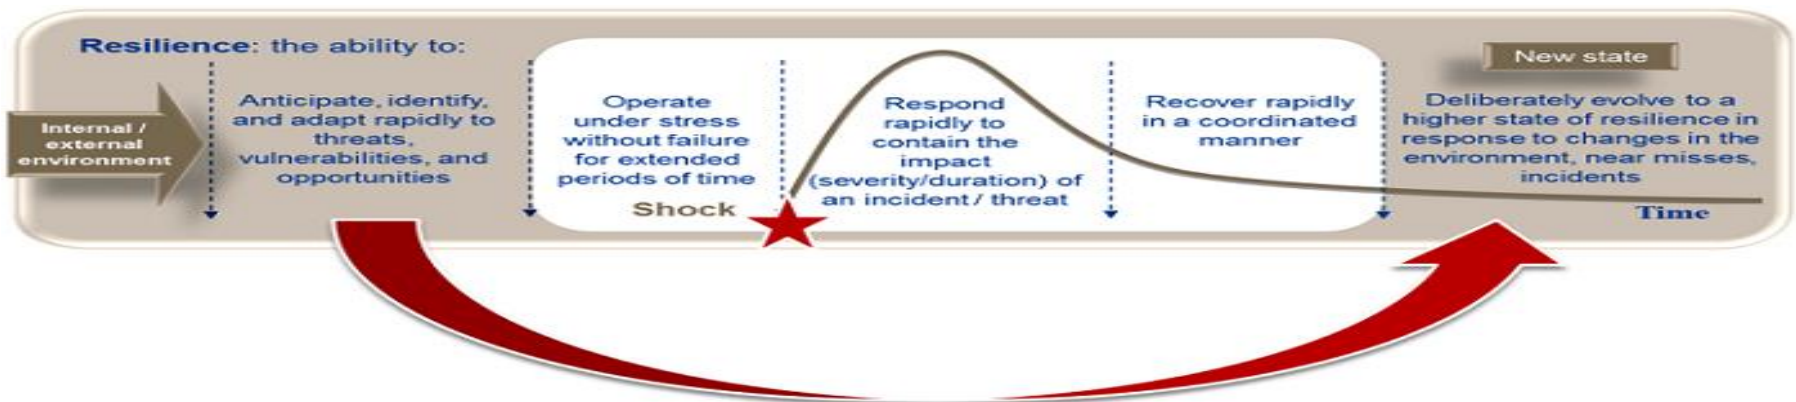 Resilience: the ability to:
Internal /
external
environment
Anticipate, identify,
and adapt rapidly to
threats,
vulnerabilities, and
opportunities
Operate
under stress
without failure
for extended
periods of time
Shock
Respond
rapidly to
contain the
impact
(severity/duration) of
an incident / threat
Recover rapidly
in a coordinated
manner
New state
Deliberately evolve to a
higher state of resilience in
response to changes in the
environment, near misses,
incidents
Time